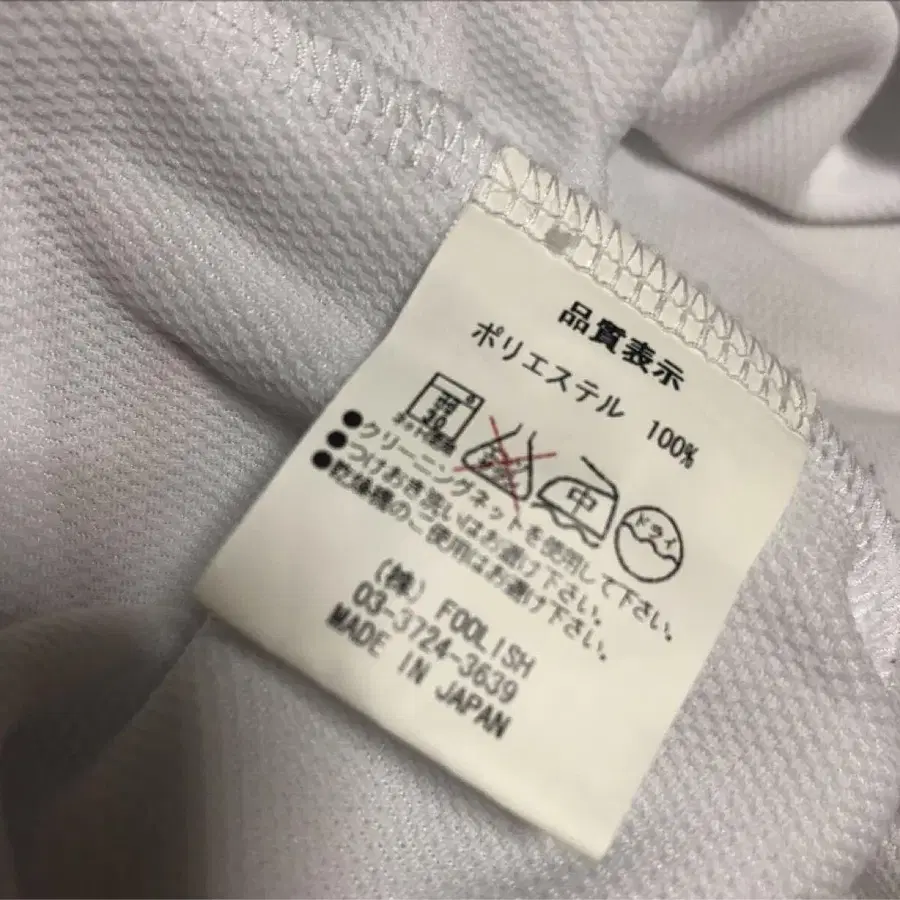 品質表示
ポリエステル 100%
中
ドライ
●クリーニングネットを使用して下さい。
●つけおき洗いはお避け下さい。
●乾燥機のご使用はお避け下さい。
(株) FOOLISH
03-3724-3639
MADE IN JAPAN